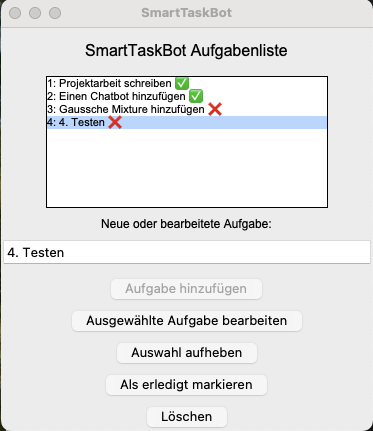 SmartTaskBot
SmartTaskBot Aufgabenliste
1: Projektarbeit schreiben ✅
2: Einen Chatbot hinzufügen ✅
3: Gaussche Mixture hinzufügen ❌
4: 4. Testen ❌
Neue oder bearbeitete Aufgabe:
4. Testen
Aufgabe hinzufügen
Ausgewählte Aufgabe bearbeiten
Auswahl aufheben
Als erledigt markieren
Löschen